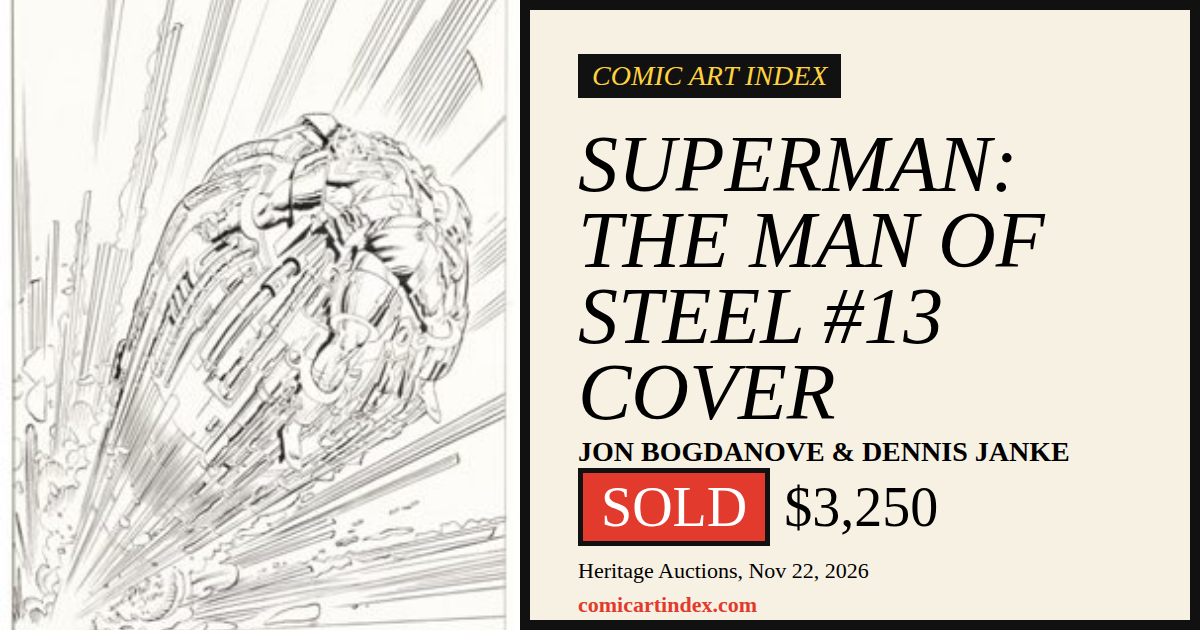 COMIC ART INDEX
SUPERMAN:
THE MAN OF
STEEL #13
COVER
JON BOGDANOVE & DENNIS JANKE
SOLD $3,250
Heritage Auctions, Nov 22, 2026
comicartindex.com